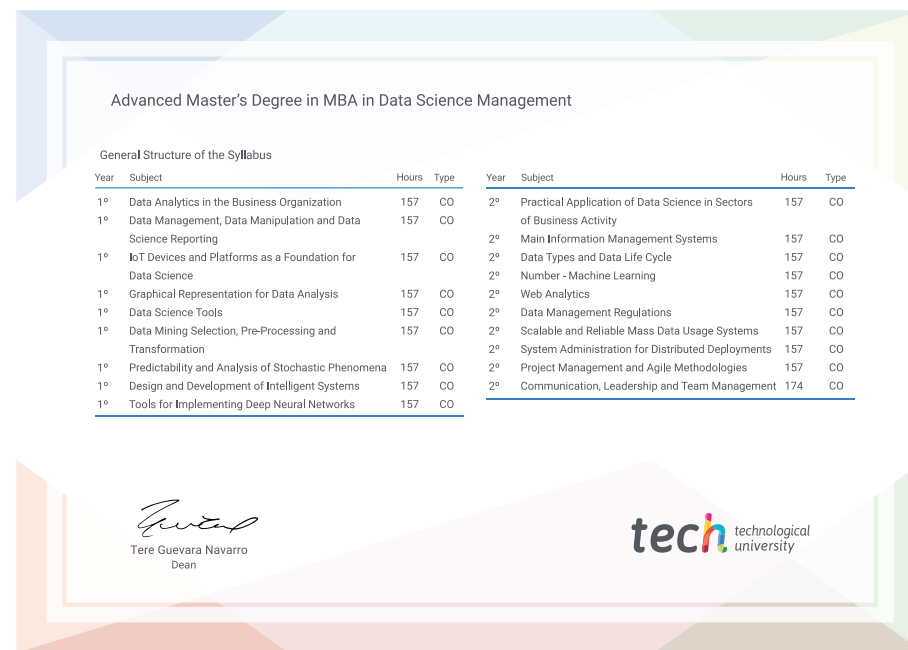 Advanced Master's Degree in MBA in Data Science Management
General Structure of the Syllabus
Year Subject Hours Type
1º Data Analytics in the Business Organization 157 CO
1º Data Management, Data Manipulation and Data 157 CO
Science Reporting
1º IoT Devices and Platforms as a Foundation for 157 CO
Data Science
1º Graphical Representation for Data Analysis 157 CO
1º Data Science Tools 157 CO
1º Data Mining Selection, Pre-Processing and 157 CO
Transformation
1º Predictability and Analysis of Stochastic Phenomena 157 CO
1º Design and Development of Intelligent Systems 157 CO
1º Tools for Implementing Deep Neural Networks 157 CO
Year Subject Hours Type
2º Practical Application of Data Science in Sectors 157 CO
of Business Activity
2º Main Information Management Systems 157 CO
2º Data Types and Data Life Cycle 157 CO
2º Number - Machine Learning 157 CO
2º Web Analytics 157 CO
2º Data Management Regulations 157 CO
2º Scalable and Reliable Mass Data Usage Systems 157 CO
2º System Administration for Distributed Deployments 157 CO
2º Project Management and Agile Methodologies 157 CO
2º Communication, Leadership and Team Management 174 CO
Tere Guevara Navarro
Dean
tech technological
university